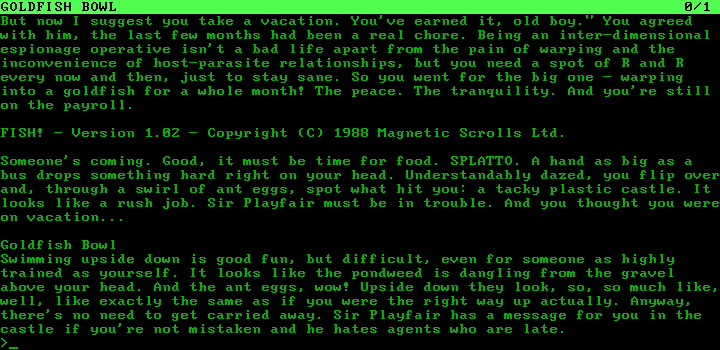 GOLDFISH BOWL 0/1
But now I suggest you take a vacation. You've earned it, old boy." You agreed
with him, the last few months had been a real chore. Being an inter-dimensional
espionage operative isn't a bad life apart from the pain of warping and the
inconvenience of host-parasite relationships, but you need a spot of R and R
every now and then, just to stay sane. So you went for the big one - warping
into a goldfish for a whole month! The peace. The tranquility. And you're still
on the payroll.
FISH! - Version 1.02 - Copyright (C) 1988 Magnetic Scrolls Ltd.
Someone's coming. Good, it must be time for food. SPLATTO. A hand as big as a
bus drops something hard right on your head. Understandably dazed, you flip over
and, through a swirl of ant eggs, spot what hit you: a tacky plastic castle. It
looks like a rush job. Sir Playfair must be in trouble. And you thought you were
on vacation...
Goldfish Bowl
Swimming upside down is good fun, but difficult, even for someone as highly
trained as yourself. It looks like the pondweed is dangling from the gravel
above your head. And the ant eggs, wow! Upside down they look, so, so much like,
well, like exactly the same as if you were the right way up actually. Anyway,
there's no need to get carried away. Sir Playfair has a message for you in the
castle if you're not mistaken and he hates agents who are late.
>_